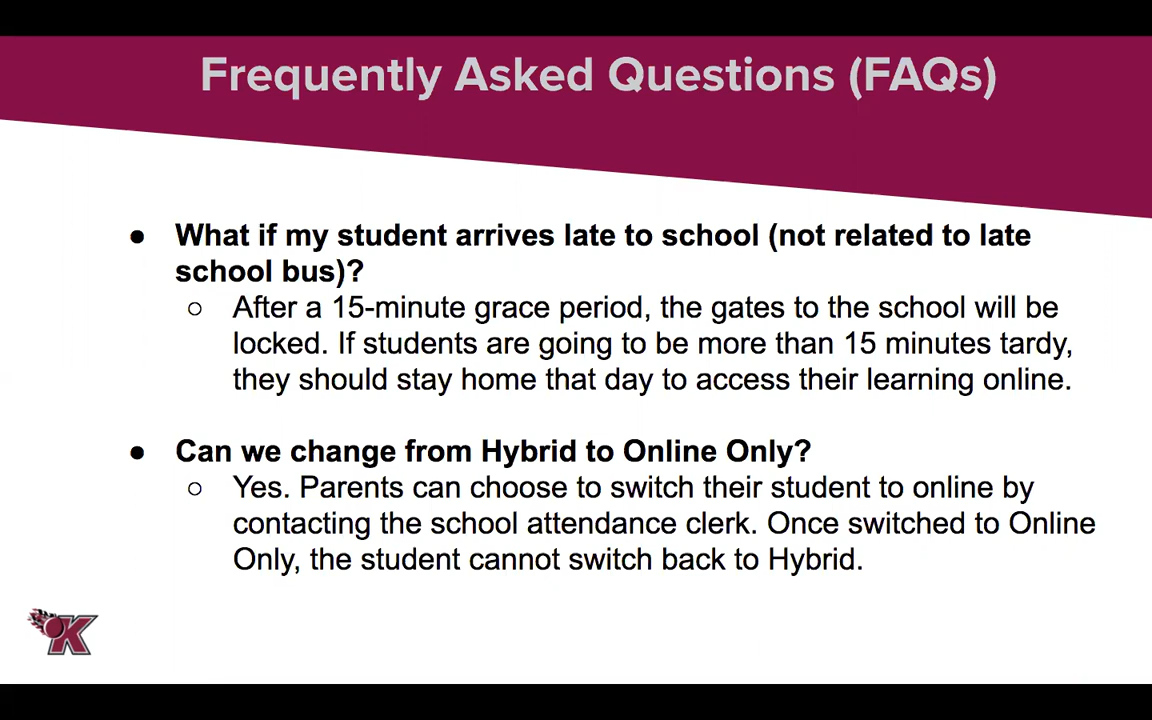 Frequently Asked Questions (FAQs)
● What if my student arrives late to school (not related to late
school bus)?
○ After a 15-minute grace period, the gates to the school will be
locked. If students are going to be more than 15 minutes tardy,
they should stay home that day to access their learning online.
● Can we change from Hybrid to Online Only?
○ Yes. Parents can choose to switch their student to online by
contacting the school attendance clerk. Once switched to Online
Only, the student cannot switch back to Hybrid.
K